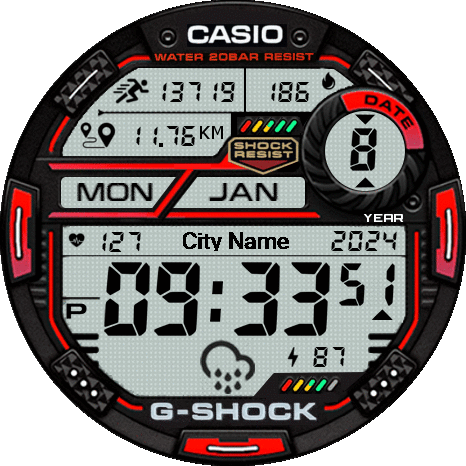 CASIO
WATER 20BAR RESIST
13719 186
11.76 KM
SHOCK RESIST
DATE
8
MON JAN
YEAR
127 City Name 2024
P 09:33 51
87
G-SHOCK